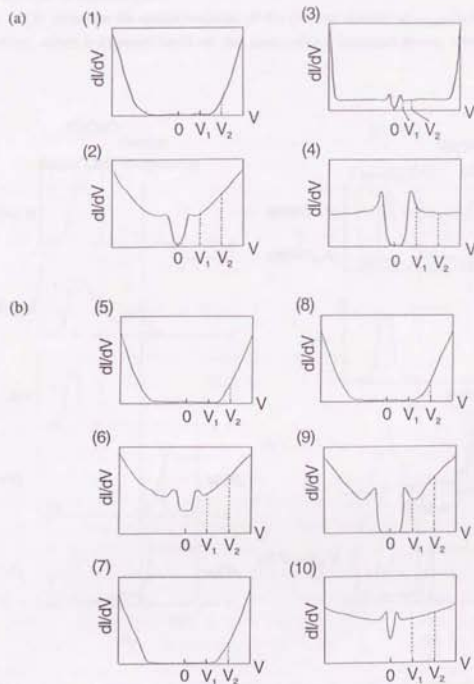 (a)
(1)
dI/dV
0 V1 V2 V
(3)
dI/dV
0 V1 V2 V
(2)
dI/dV
0 V1 V2 V
(4)
dI/dV
0 V1 V2 V
(b)
(5)
dI/dV
0 V1 V2 V
(8)
dI/dV
0 V1 V2 V
(6)
dI/dV
0 V1 V2 V
(9)
dI/dV
0 V1 V2 V
(7)
dI/dV
0 V1 V2 V
(10)
dI/dV
0 V1 V2 V